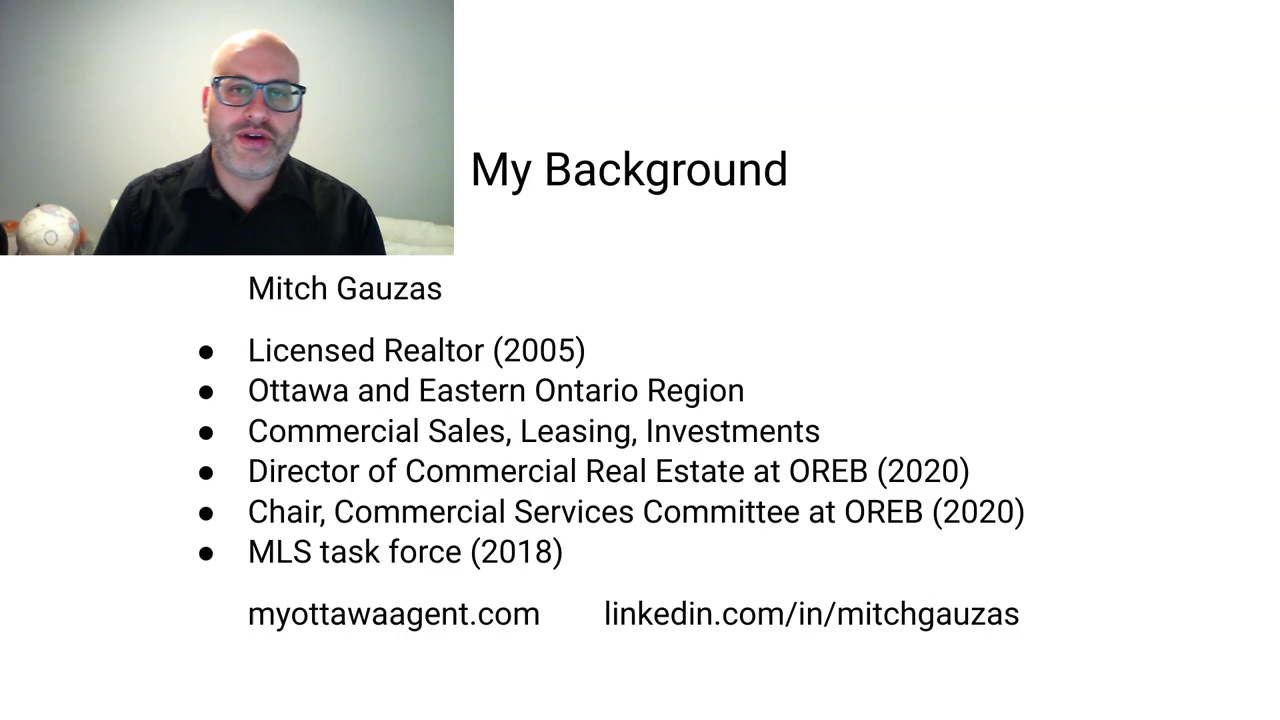 My Background
Mitch Gauzas
● Licensed Realtor (2005)
● Ottawa and Eastern Ontario Region
● Commercial Sales, Leasing, Investments
● Director of Commercial Real Estate at OREB (2020)
● Chair, Commercial Services Committee at OREB (2020)
● MLS task force (2018)
myottawaagent.com linkedin.com/in/mitchgauzas